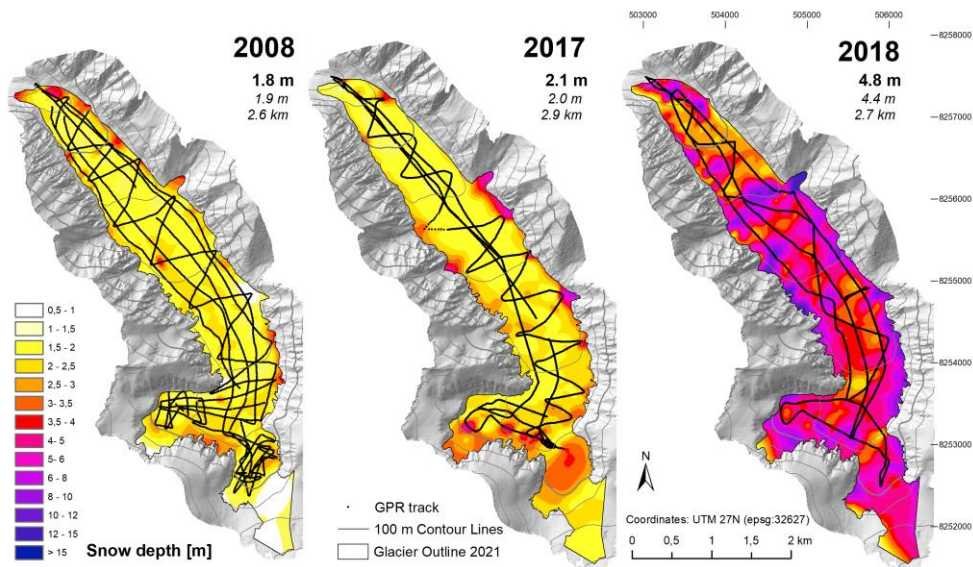 503000 504000 505000 506000
8258000
8257000
8256000
8255000
8254000
8253000
8252000
2008
1.8 m
1.9 m
2.6 km
2017
2.1 m
2.0 m
2.9 km
2018
4.8 m
4.4 m
2.7 km
0,5 - 1
1 - 1,5
1,5 - 2
2 - 2,5
2,5 - 3
3 - 3,5
3,5 - 4
4 - 5
5 - 6
6 - 8
8 - 10
10 - 12
12 - 15
> 15
Snow depth [m]
GPR track
100 m Contour Lines
Glacier Outline 2021
N
Coordinates: UTM 27N (epsg:32627)
0 0,5 1 2 km